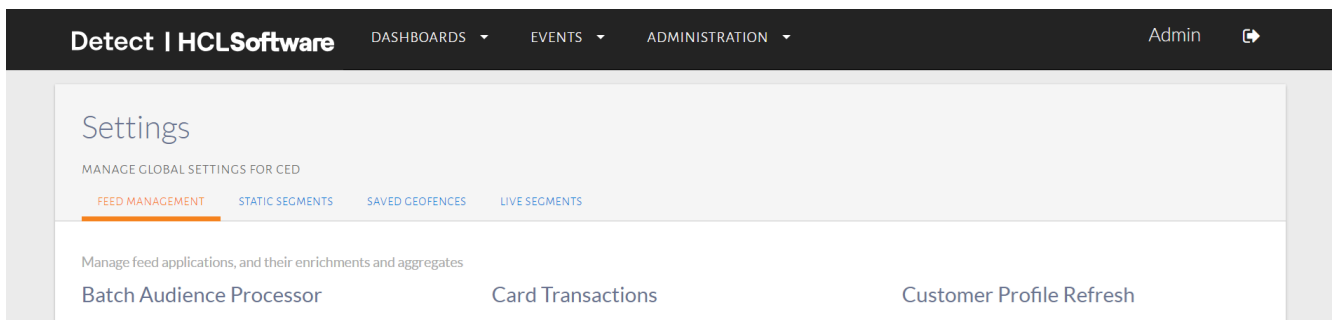 Detect | HCLSoftware DASHBOARDS EVENTS ADMINISTRATION Admin
Settings
MANAGE GLOBAL SETTINGS FOR CED
FEED MANAGEMENT STATIC SEGMENTS SAVED GEOFENCES LIVE SEGMENTS
Manage feed applications, and their enrichments and aggregates
Batch Audience Processor Card Transactions Customer Profile Refresh